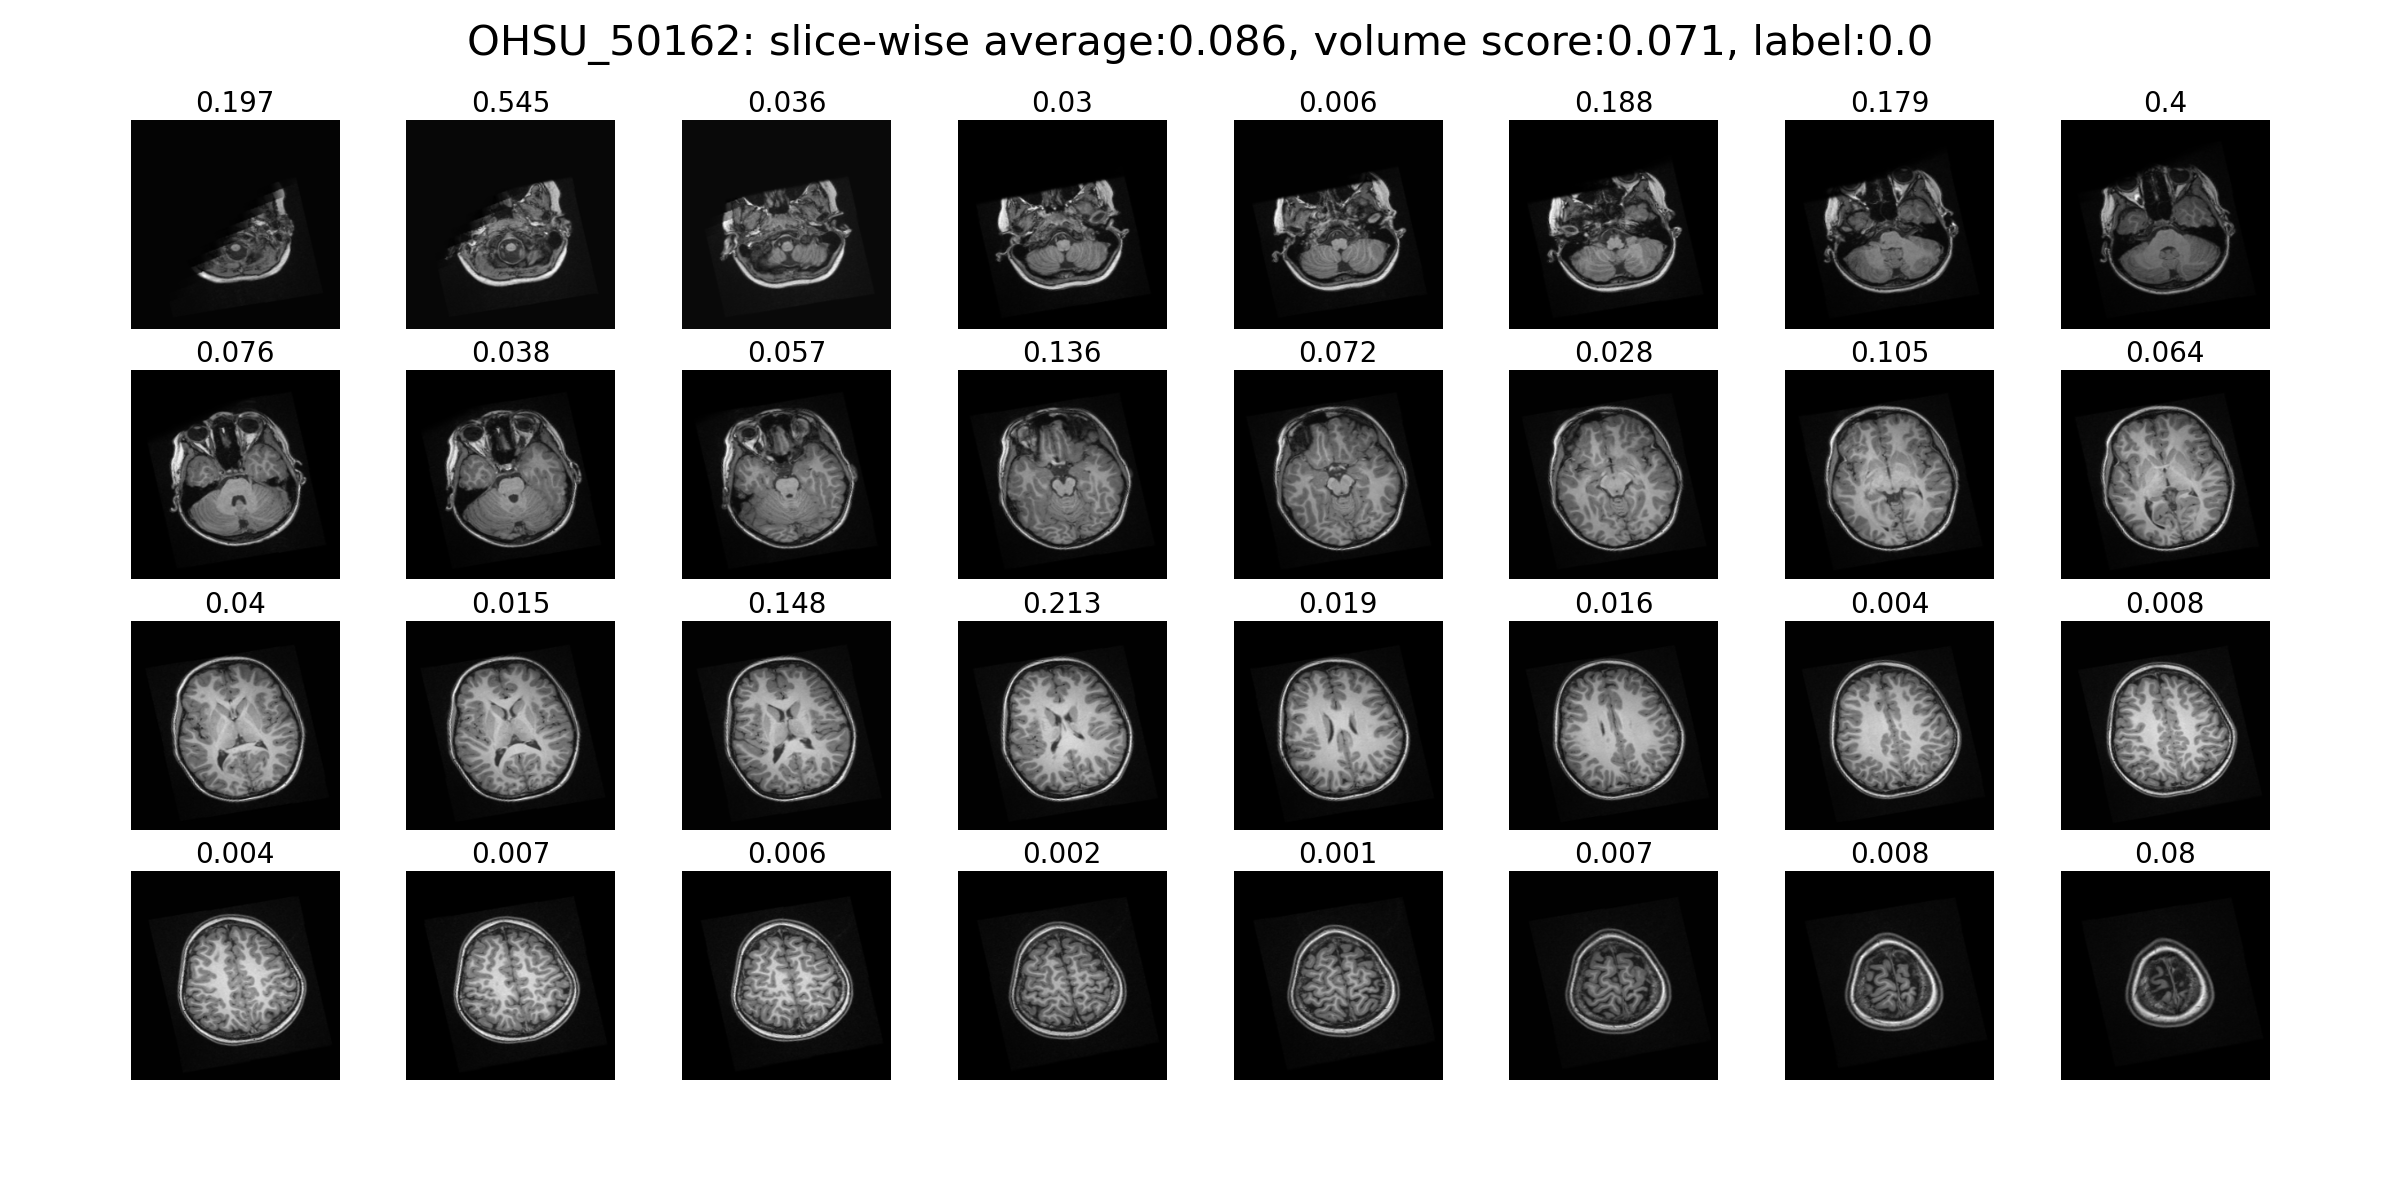 OHSU_50162: slice-wise average:0.086, volume score:0.071, label:0.0
0.197 0.545 0.036 0.03 0.006 0.188 0.179 0.4
0.076 0.038 0.057 0.136 0.072 0.028 0.105 0.064
0.04 0.015 0.148 0.213 0.019 0.016 0.004 0.008
0.004 0.007 0.006 0.002 0.001 0.007 0.008 0.08